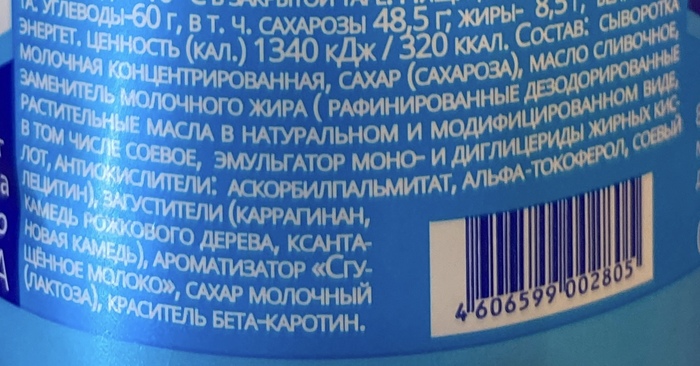 УГЛЕВОДЫ-60 Г, В Т. Ч. САХАРОЗЫ 48,5 Г; ЖИРЫ- 8,5 Г,
ЭНЕРГЕТ. ЦЕННОСТЬ (КАЛ.) 1340 КДЖ / 320 ККАЛ. СОСТАВ: СЫВОРОТКА
МОЛОЧНАЯ КОНЦЕНТРИРОВАННАЯ, САХАР (САХАРОЗА), МАСЛО СЛИВОЧНОЕ,
ЗАМЕНИТЕЛЬ МОЛОЧНОГО ЖИРА ( РАФИНИРОВАННЫЕ ДЕЗОДОРИРОВАННЫЕ
РАСТИТЕЛЬНЫЕ МАСЛА В НАТУРАЛЬНОМ И МОДИФИЦИРОВАННОМ ВИДЕ,
В ТОМ ЧИСЛЕ СОЕВОЕ, ЭМУЛЬГАТОР МОНО- И ДИГЛИЦЕРИДЫ ЖИРНЫХ КИС-
ЛОТ, АНТИОКИСЛИТЕЛИ: АСКОРБИЛПАЛЬМИТАТ, АЛЬФА-ТОКОФЕРОЛ, СОЕВЫЙ
ЛЕЦИТИН), ЗАГУСТИТЕЛИ (КАРРАГИНАН,
КАМЕДЬ РОЖКОВОГО ДЕРЕВА, КСАНТА-
НОВАЯ КАМЕДЬ), АРОМАТИЗАТОР «СГУ-
ЩЁННОЕ МОЛОКО», САХАР МОЛОЧНЫЙ
(ЛАКТОЗА), КРАСИТЕЛЬ БЕТА-КАРОТИН.
4 606599 002805